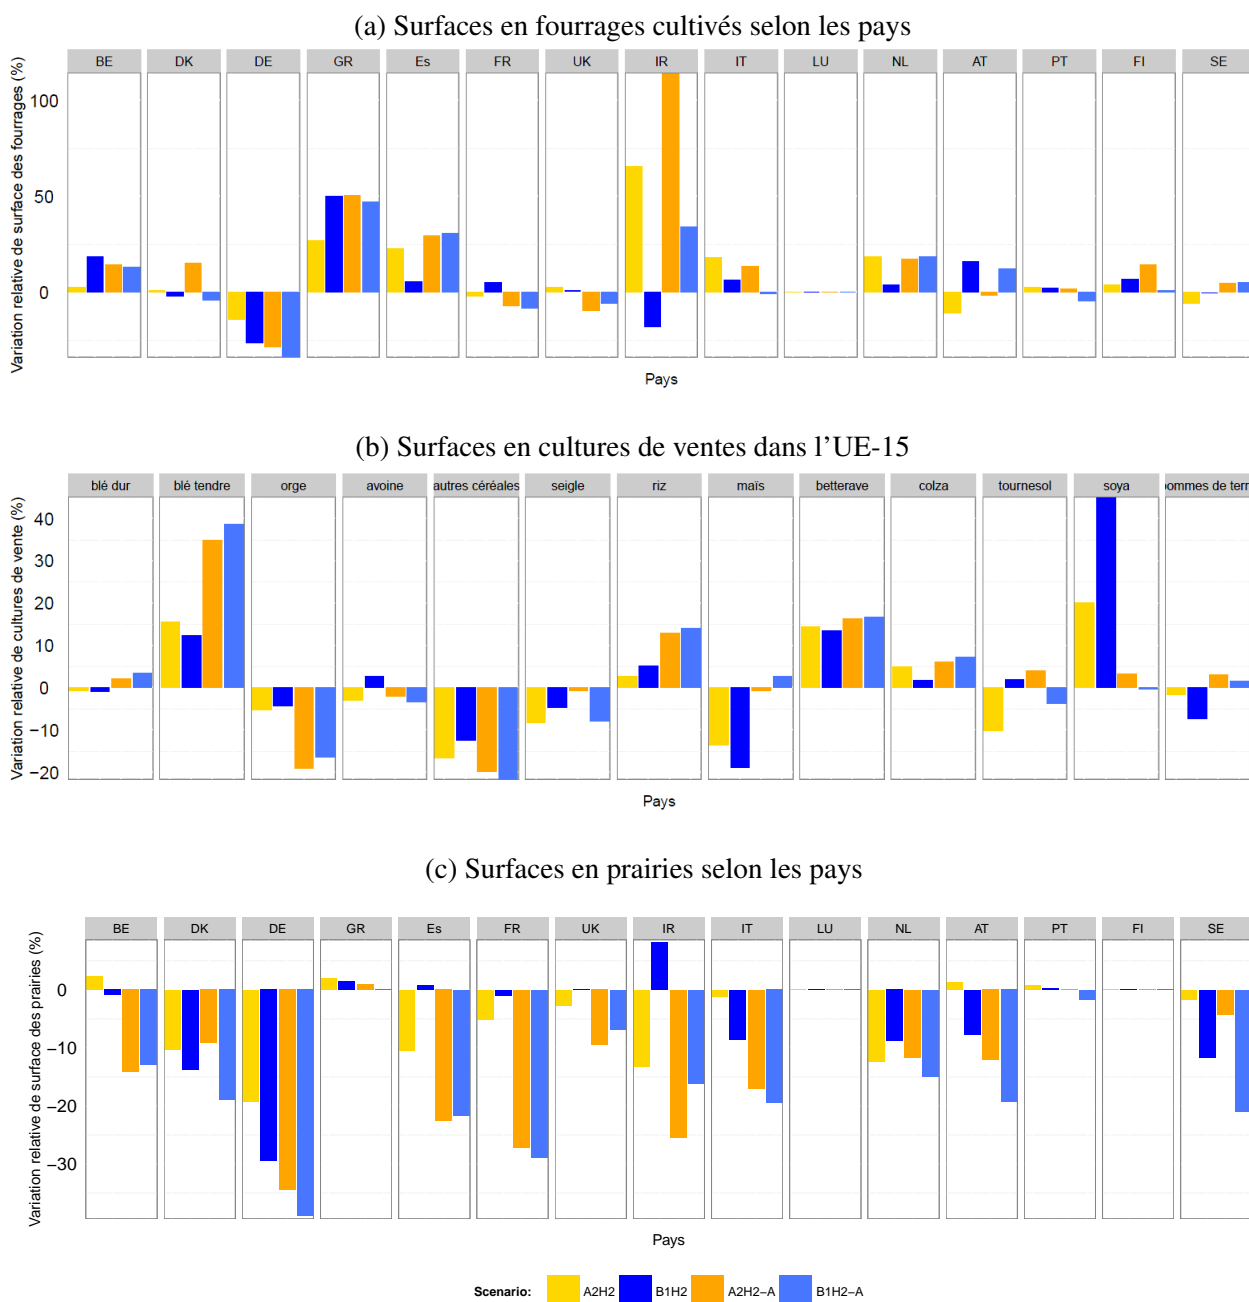 (a) Surfaces en fourrages cultivés selon les pays
BE DK DE GR Es FR UK IR IT LU NL AT PT FI SE
Variation relative de surface des fourrages (%)
100
50
0
Pays
(b) Surfaces en cultures de ventes dans l'UE-15
blé dur blé tendre orge avoine autres céréales seigle riz maïs betterave colza tournesol soya pommes de terr
Variation relative de cultures de vente (%)
40
30
20
10
0
−10
−20
Pays
(c) Surfaces en prairies selon les pays
BE DK DE GR Es FR UK IR IT LU NL AT PT FI SE
Variation relative de surface des prairies (%)
0
−10
−20
−30
Pays
Scenario: A2H2 B1H2 A2H2−A B1H2−A